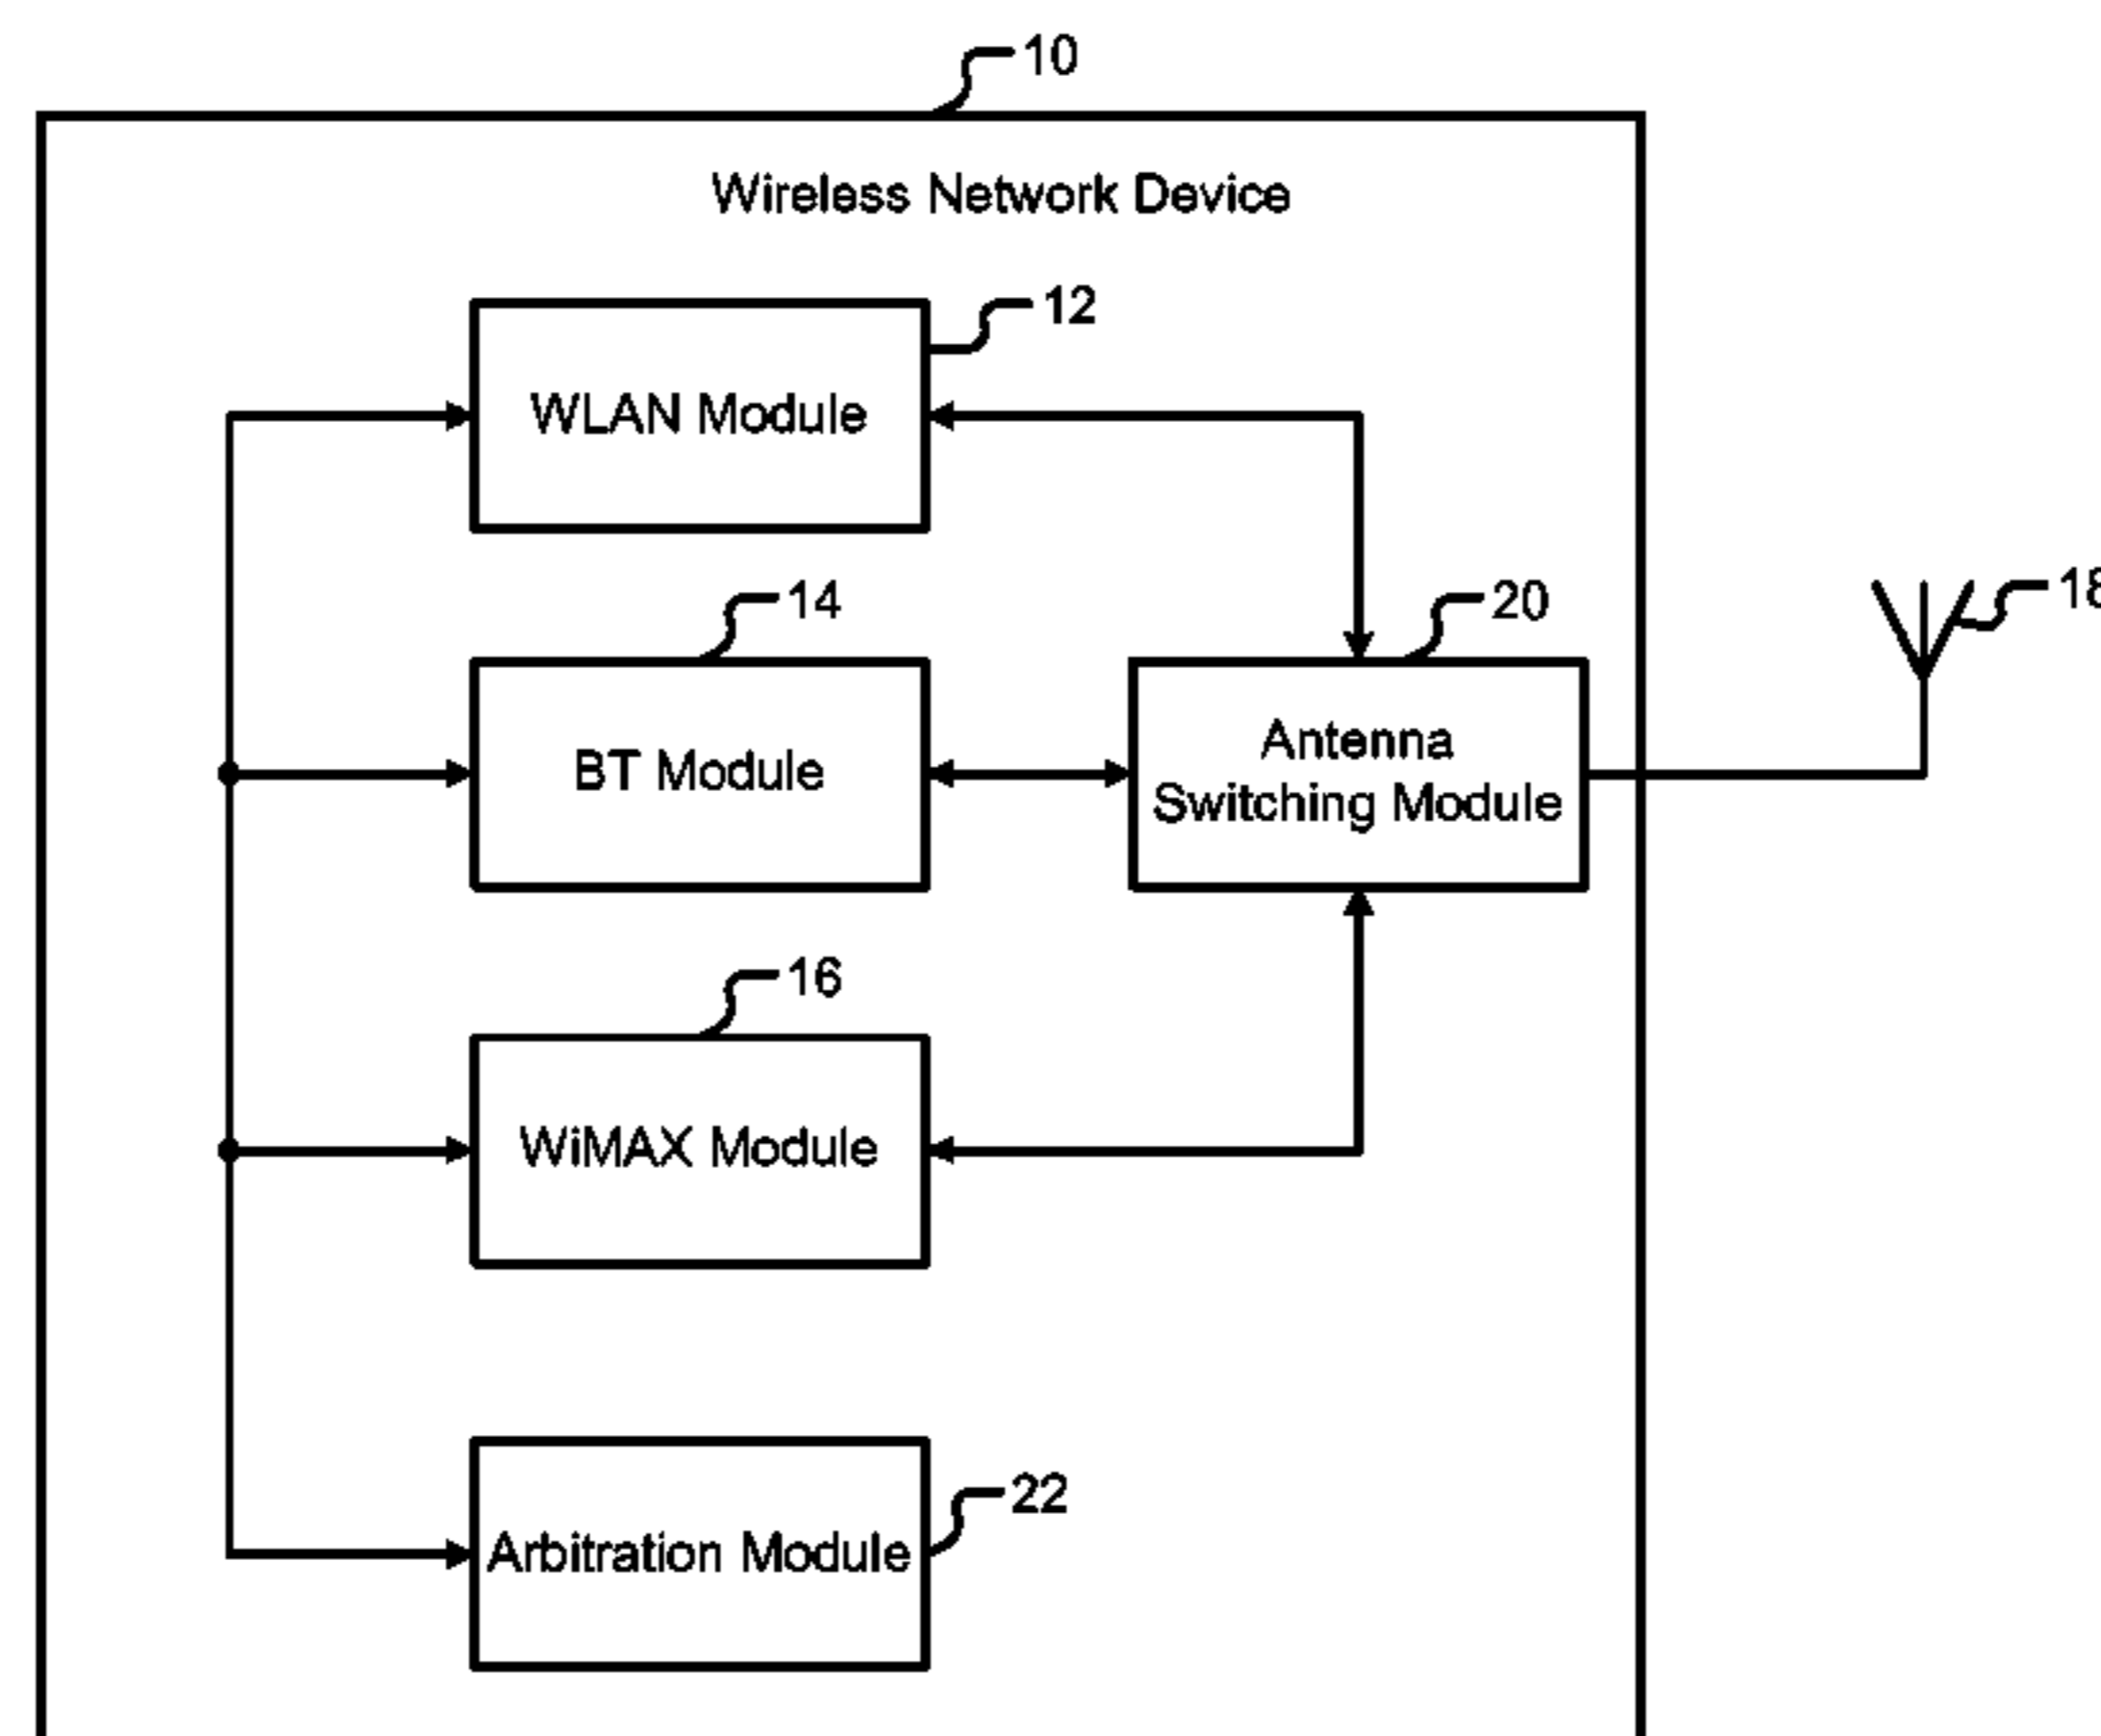 10
Wireless Network Device
12
WLAN Module
14
20
18
BT Module
Antenna
Switching Module
16
WiMAX Module
22
Arbitration Module